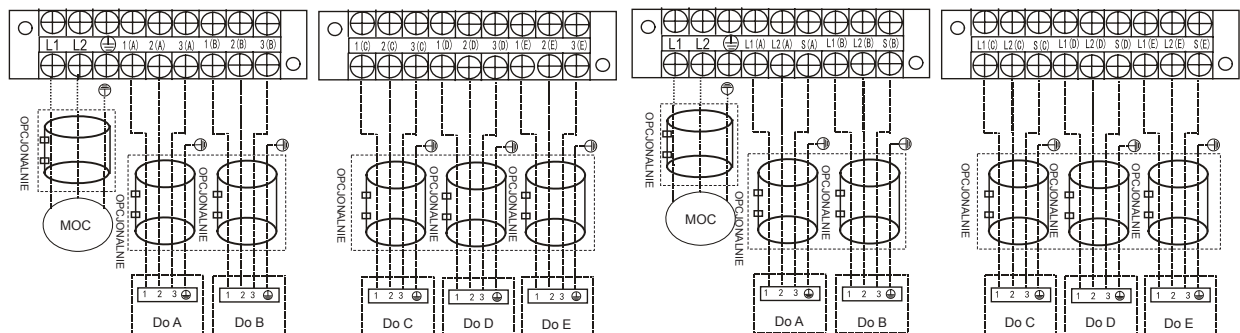 L1 L2 1(A) 2(A) 3(A) 1(B) 2(B) 3(B)
OPCJONALNIE
MOC
OPCJONALNIE
OPCJONALNIE
1 2 3
Do A
1 2 3
Do B
1(C) 2(C) 3(C) 1(D) 2(D) 3(D) 1(E) 2(E) 3(E)
OPCJONALNIE
OPCJONALNIE
OPCJONALNIE
1 2 3
Do C
1 2 3
Do D
1 2 3
Do E
L1 L2 L1(A) L2(A) S(A) L1(B) L2(B) S(B)
OPCJONALNIE
MOC
OPCJONALNIE
OPCJONALNIE
1 2 3
Do A
1 2 3
Do B
L1(C) L2(C) S(C) L1(D) L2(D) S(D) L1(E) L2(E) S(E)
OPCJONALNIE
OPCJONALNIE
OPCJONALNIE
1 2 3
Do C
1 2 3
Do D
1 2 3
Do E